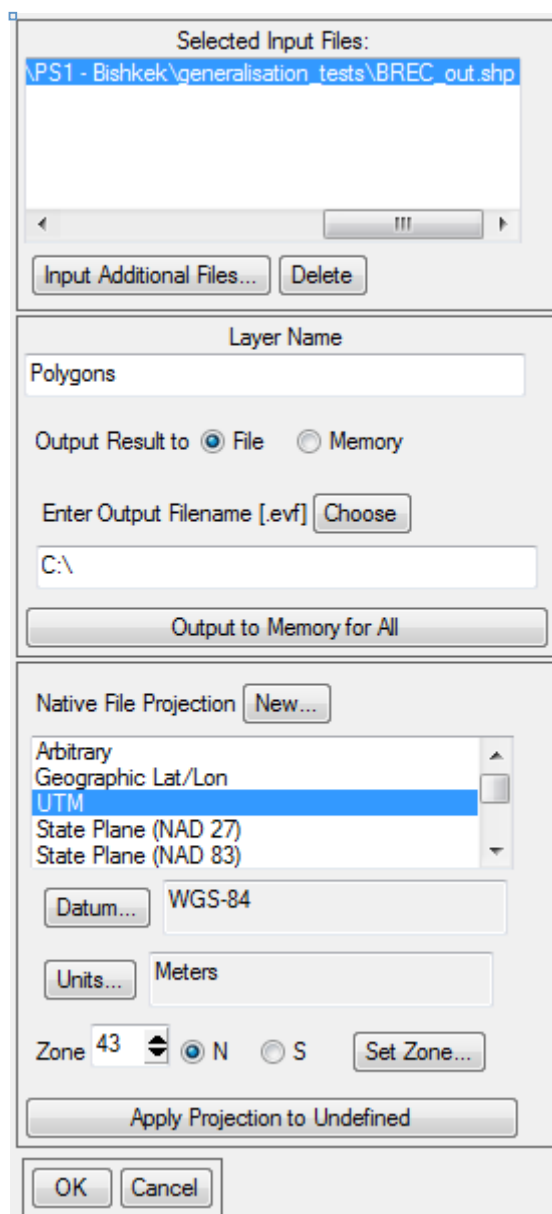 Selected Input Files:
\PS1 - Bishkek\generalisation_tests\BREC_out.shp
Input Additional Files... Delete
Layer Name
Polygons
Output Result to File Memory
Enter Output Filename [.evf] Choose
C:\
Output to Memory for All
Native File Projection New...
Arbitrary
Geographic Lat/Lon
UTM
State Plane (NAD 27)
State Plane (NAD 83)
Datum... WGS-84
Units... Meters
Zone 43 N S Set Zone...
Apply Projection to Undefined
OK Cancel